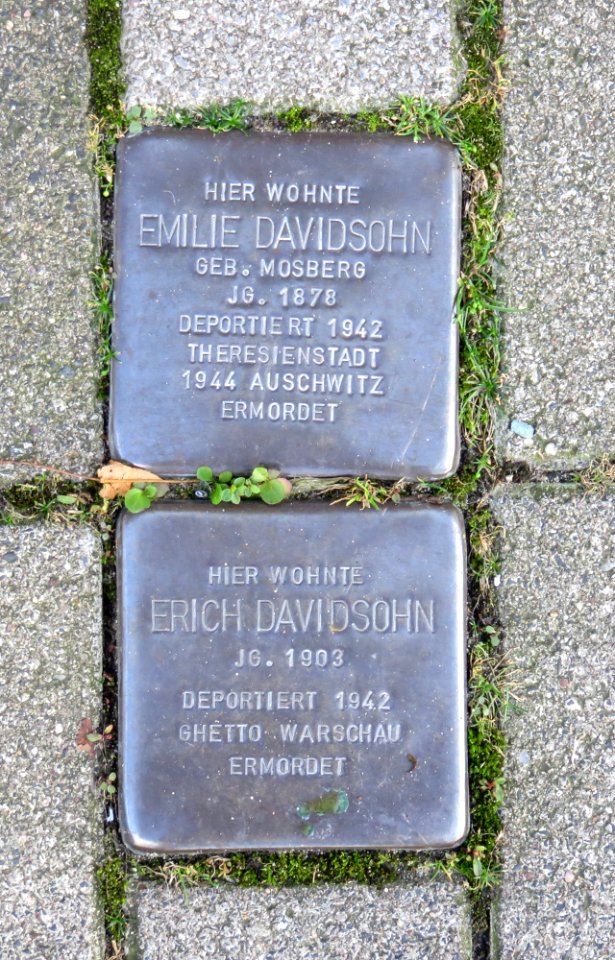 HIER WOHNTE
EMILIE DAVIDSOHN
GEB. MOSBERG
JG. 1878
DEPORTIERT 1942
THERESIENSTADT
1944 AUSCHWITZ
ERMORDET
HIER WOHNTE
ERICH DAVIDSOHN
JG. 1903
DEPORTIERT 1942
GHETTO WARSCHAU
ERMORDET